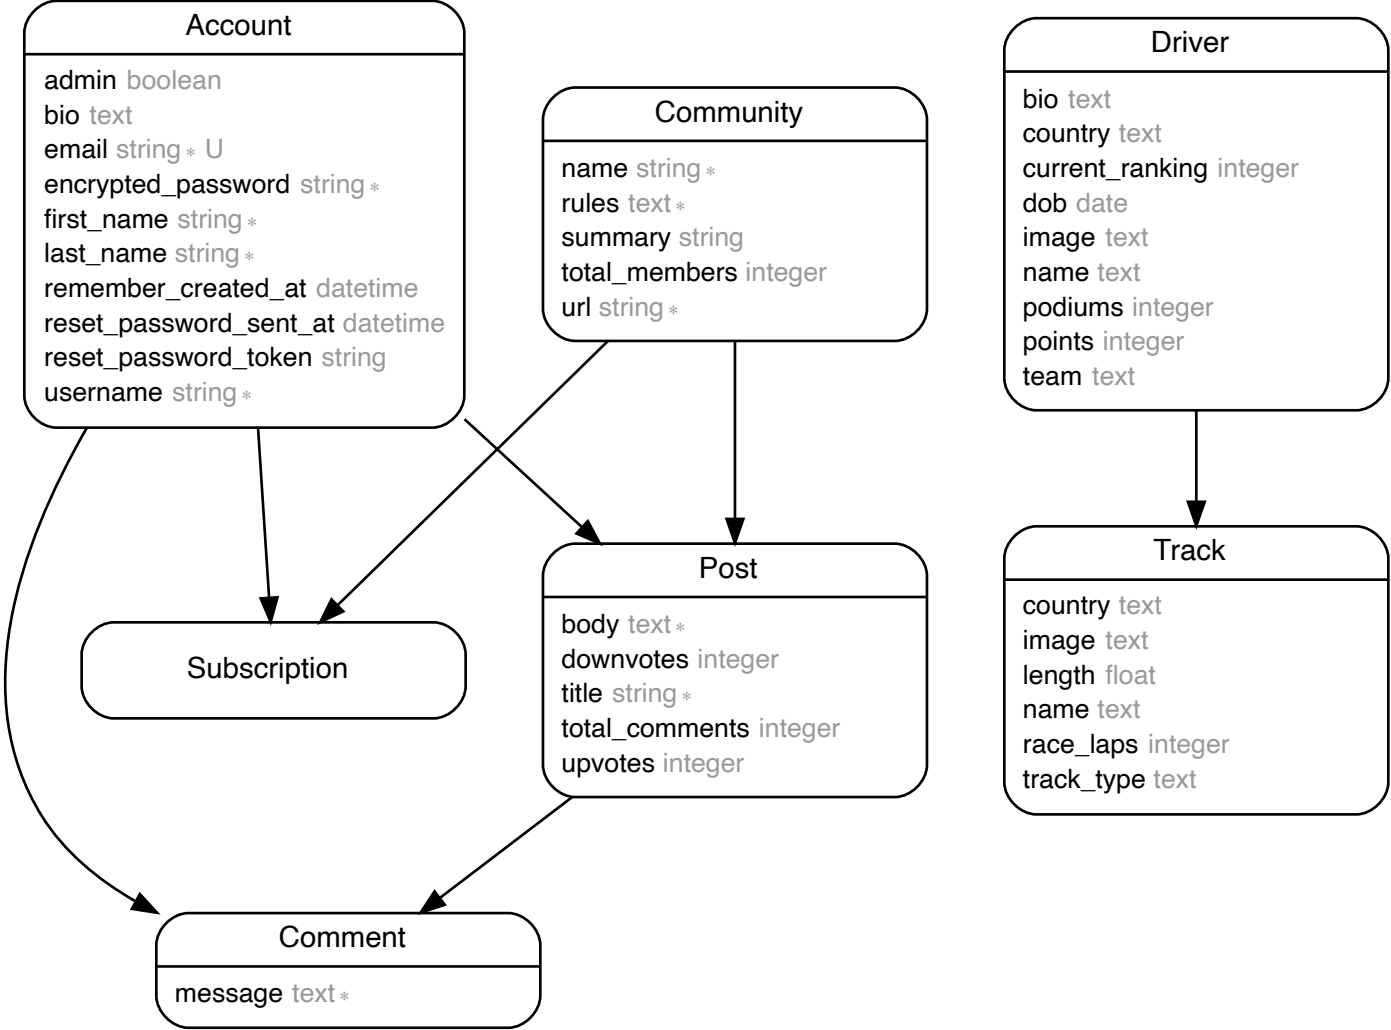 Account
admin boolean
bio text
email string * U
encrypted_password string *
first_name string *
last_name string *
remember_created_at datetime
reset_password_sent_at datetime
reset_password_token string
username string *
Community
name string *
rules text *
summary string
total_members integer
url string *
Driver
bio text
country text
current_ranking integer
dob date
image text
name text
podiums integer
points integer
team text
Subscription
Post
body text *
downvotes integer
title string *
total_comments integer
upvotes integer
Track
country text
image text
length float
name text
race_laps integer
track_type text
Comment
message text *